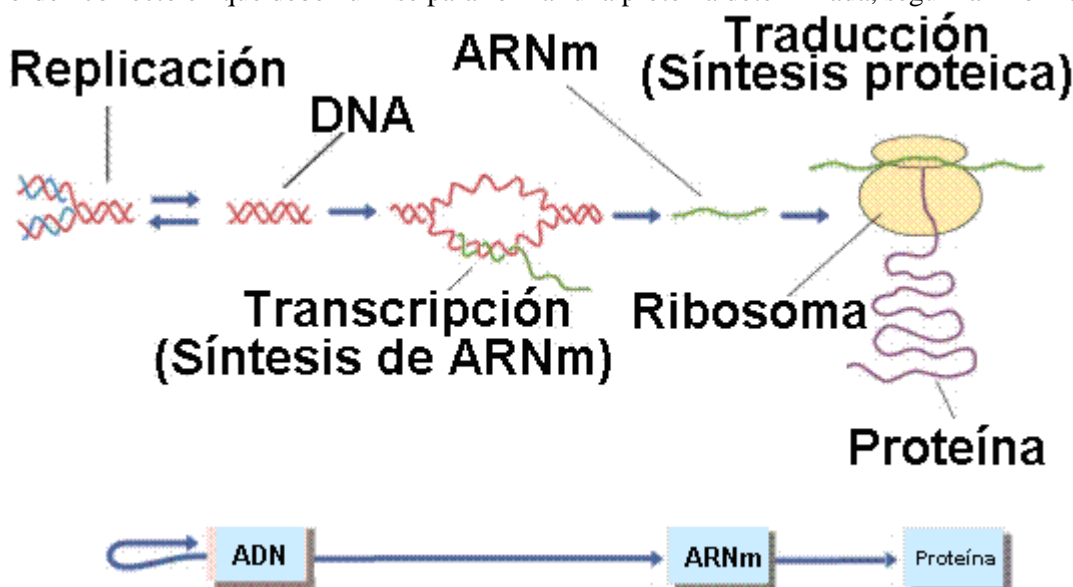 Replicación
DNA
ARNm
Traducción
(Síntesis proteica)
Transcripción
(Síntesis de ARNm)
Ribosoma
Proteína
ADN
ARNm
Proteína